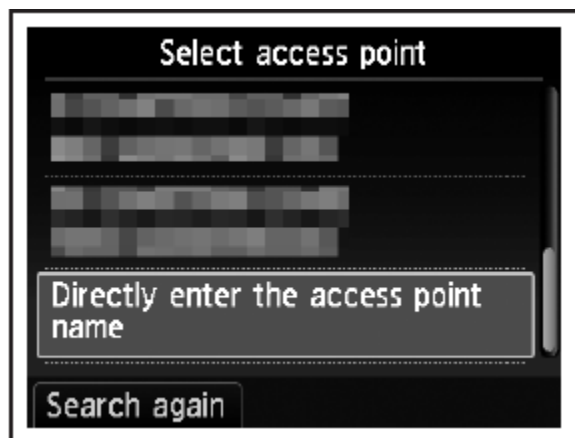 Select access point
Directly enter the access point
name
Search again